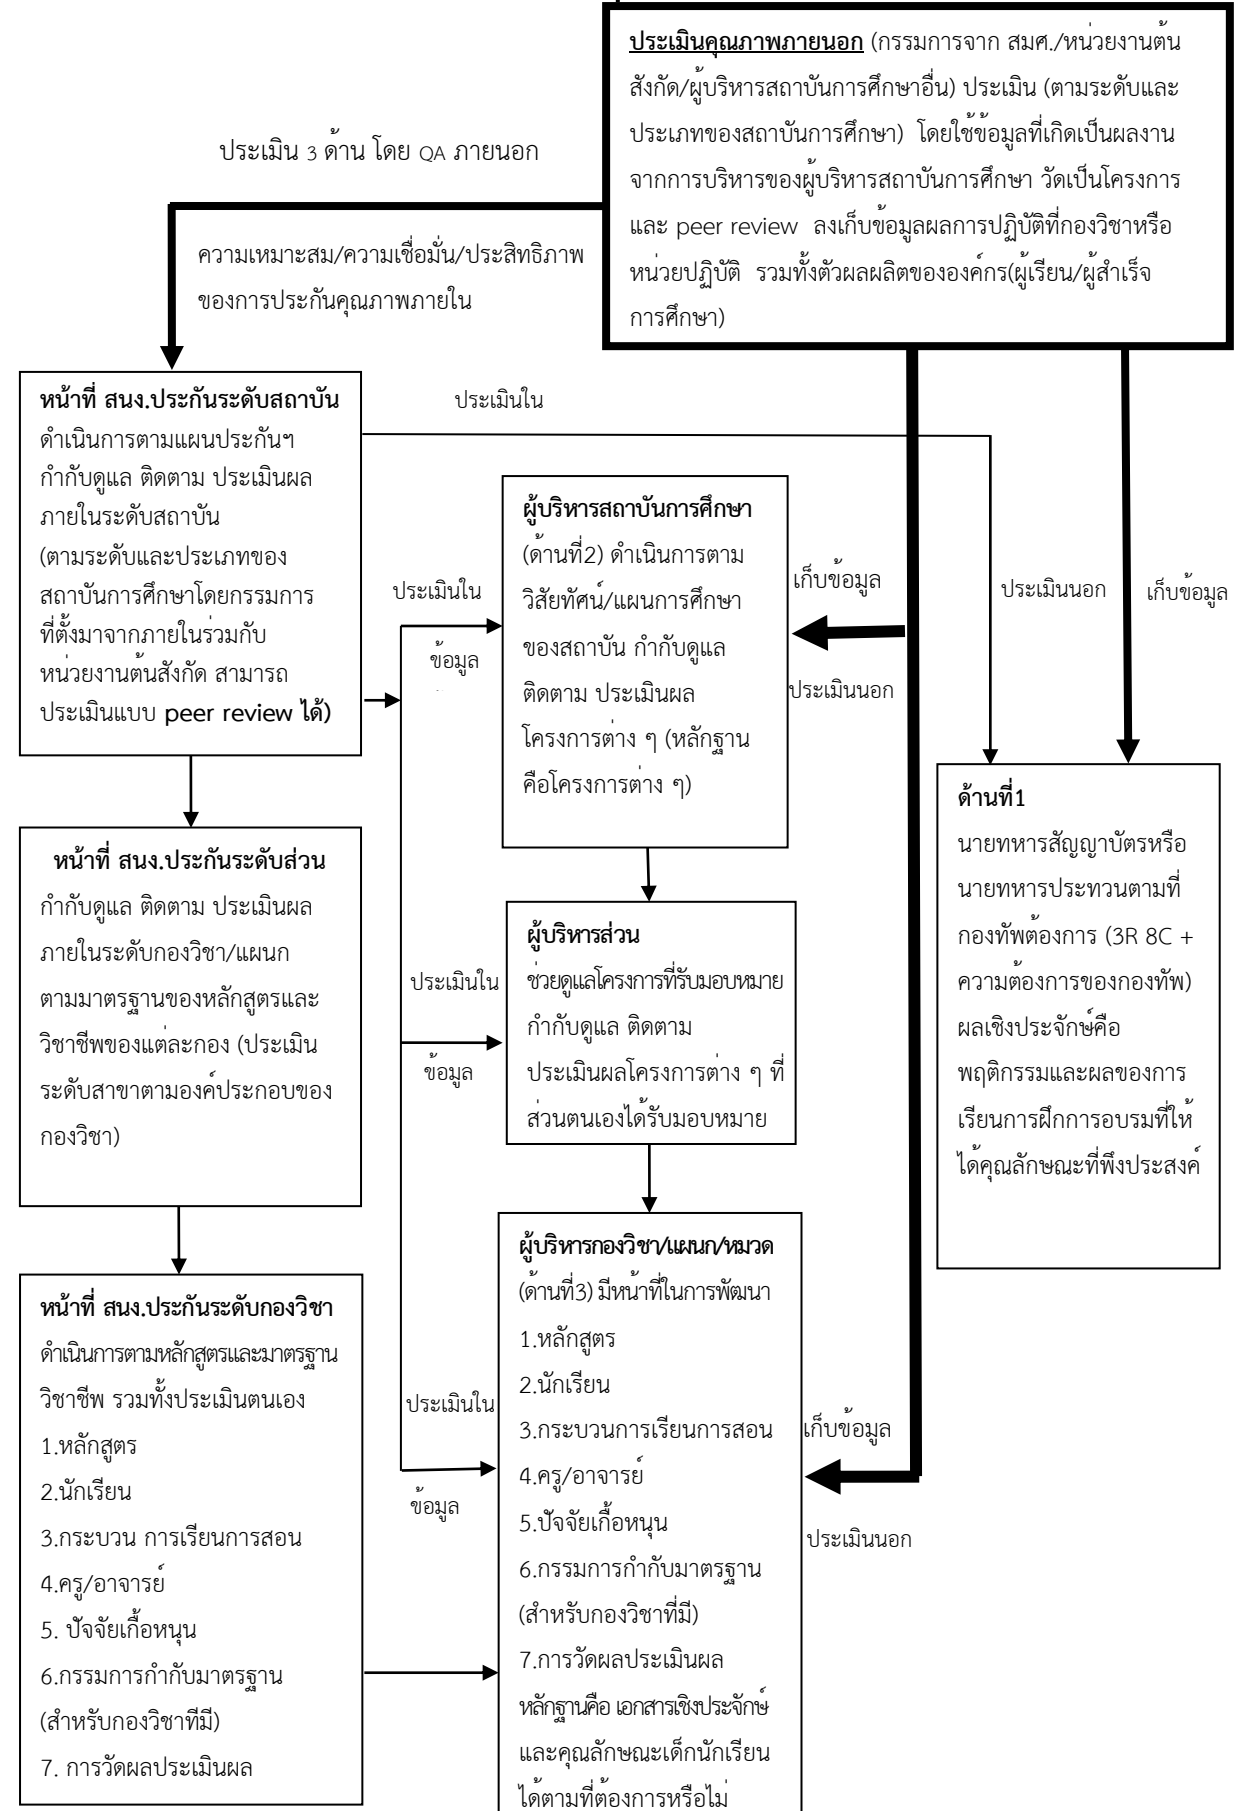 ประเมินคุณภาพภายนอก (กรรมการจาก สมศ./หน่วยงานต้น
สังกัด/ผู้บริหารสถาบันการศึกษาอื่น) ประเมิน (ตามระดับและ
ประเภทของสถาบันการศึกษา)  โดยใช้ข้อมูลที่เกิดเป็นผลงาน
จากการบริหารของผู้บริหารสถาบันการศึกษา วัดเป็นโครงการ
และ peer review  ลงเก็บข้อมูลผลการปฏิบัติที่กองวิชาหรือ
หน่วยปฏิบัติ  รวมทั้งตัวผลผลิตขององค์กร(ผู้เรียน/ผู้สำเร็จ
การศึกษา)
ประเมิน 3 ด้าน โดย QA ภายนอก
ความเหมาะสม/ความเชื่อมั่น/ประสิทธิภาพ
ของการประกันคุณภาพภายใน
หน้าที่ สนง.ประกันระดับสถาบัน
ดำเนินการตามแผนประกันฯ
กำกับดูแล ติดตาม ประเมินผล
ภายในระดับสถาบัน
(ตามระดับและประเภทของ
สถาบันการศึกษาโดยกรรมการ
ที่ตั้งมาจากภายในร่วมกับ
หน่วยงานต้นสังกัด สามารถ
ประเมินแบบ peer review ได้)
ประเมินใน
ประเมินใน
ข้อมูล
ผู้บริหารสถาบันการศึกษา
(ด้านที่2) ดำเนินการตาม
วิสัยทัศน์/แผนการศึกษา
ของสถาบัน กำกับดูแล
ติดตาม ประเมินผล
โครงการต่าง ๆ (หลักฐาน
คือโครงการต่าง ๆ)
เก็บข้อมูล
ประเมินนอก
ประเมินนอก
เก็บข้อมูล
ด้านที่1
นายทหารสัญญาบัตรหรือ
นายทหารประทวนตามที่
กองทัพต้องการ (3R 8C +
ความต้องการของกองทัพ)
ผลเชิงประจักษ์คือ
พฤติกรรมและผลของการ
เรียนการฝึกการอบรมที่ให้
ได้คุณลักษณะที่พึงประสงค์
หน้าที่ สนง.ประกันระดับส่วน
กำกับดูแล ติดตาม ประเมินผล
ภายในระดับกองวิชา/แผนก
ตามมาตรฐานของหลักสูตรและ
วิชาชีพของแต่ละกอง (ประเมิน
ระดับสาขาตามองค์ประกอบของ
กองวิชา)
ประเมินใน
ข้อมูล
ผู้บริหารส่วน
ช่วยดูแลโครงการที่รับมอบหมาย
กำกับดูแล ติดตาม
ประเมินผลโครงการต่าง ๆ ที่
ส่วนตนเองได้รับมอบหมาย
หน้าที่ สนง.ประกันระดับกองวิชา
ดำเนินการตามหลักสูตรและมาตรฐาน
วิชาชีพ รวมทั้งประเมินตนเอง
1.หลักสูตร
2.นักเรียน
3.กระบวน การเรียนการสอน
4.ครู/อาจารย์
5. ปัจจัยเกื้อหนุน
6.กรรมการกำกับมาตรฐาน
(สำหรับกองวิชาที่มี)
7. การวัดผลประเมินผล
ประเมินใน
ข้อมูล
ผู้บริหารกองวิชา/แผนก/หมวด
(ด้านที่3) มีหน้าที่ในการพัฒนา
1.หลักสูตร
2.นักเรียน
3.กระบวนการเรียนการสอน
4.ครู/อาจารย์
5.ปัจจัยเกื้อหนุน
6.กรรมการกำกับมาตรฐาน
(สำหรับกองวิชาที่มี)
7.การวัดผลประเมินผล
หลักฐานคือ เอกสารเชิงประจักษ์
และคุณลักษณะเด็กนักเรียน
ได้ตามที่ต้องการหรือไม่
เก็บข้อมูล
ประเมินนอก